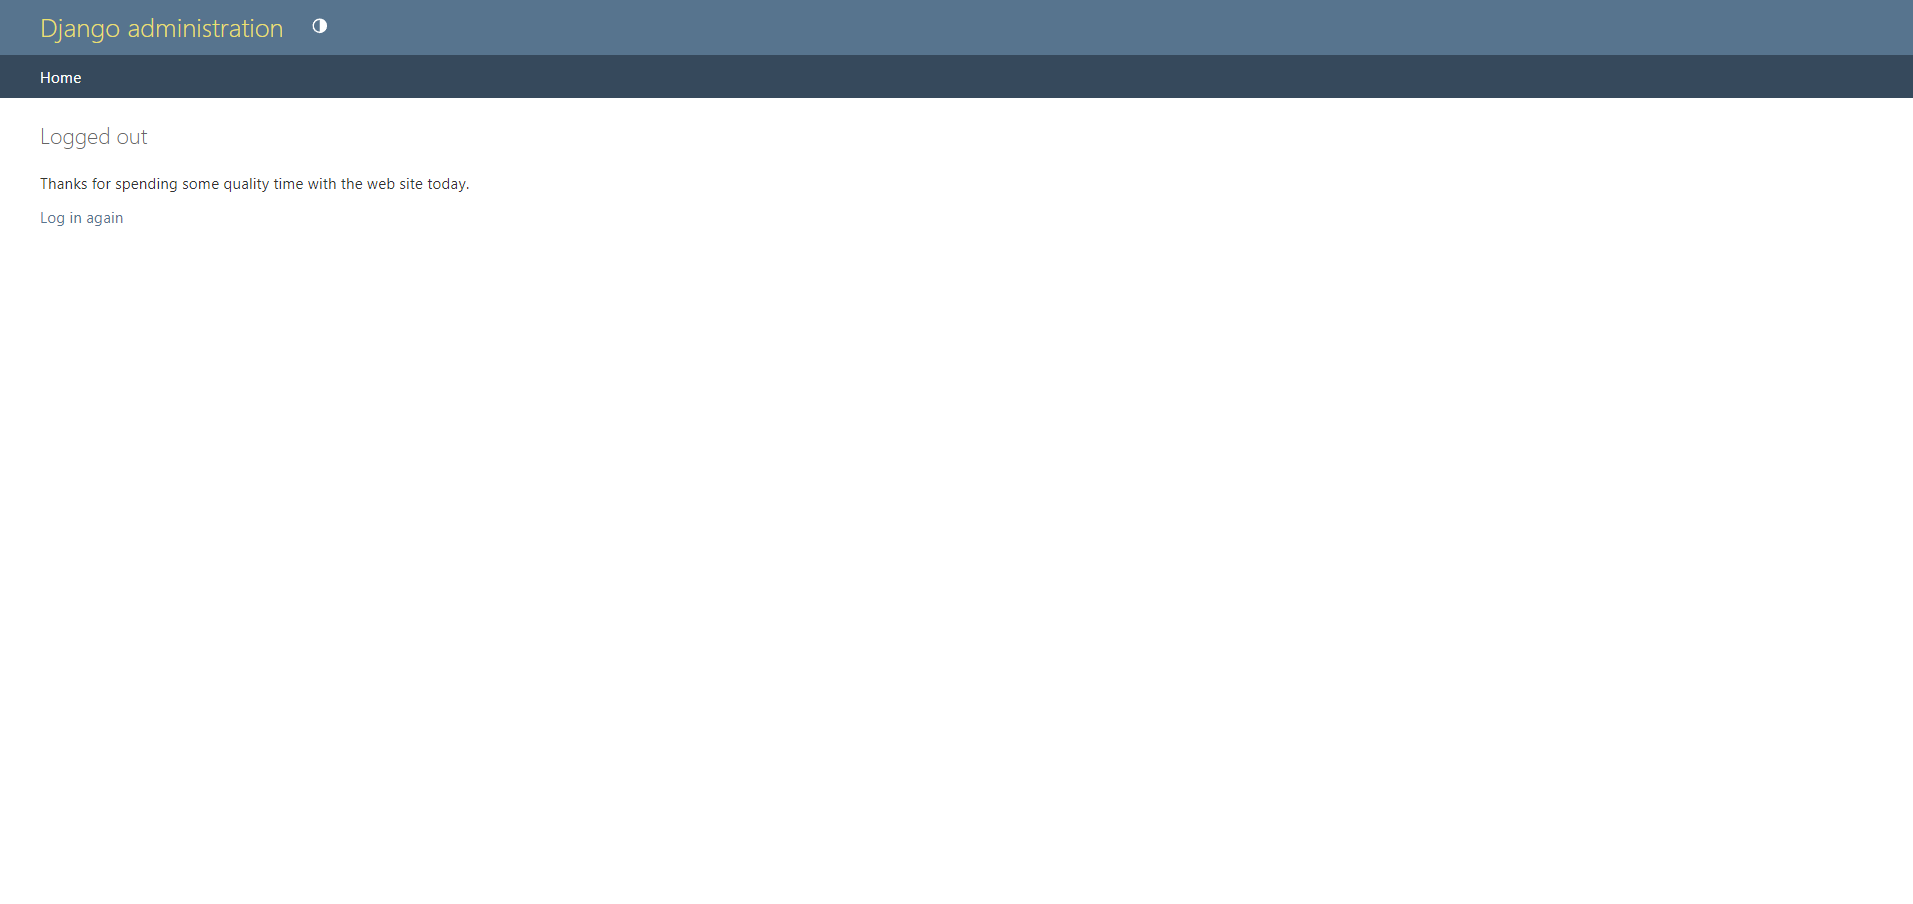 Django administration
Home
Logged out
Thanks for spending some quality time with the web site today.
Log in again